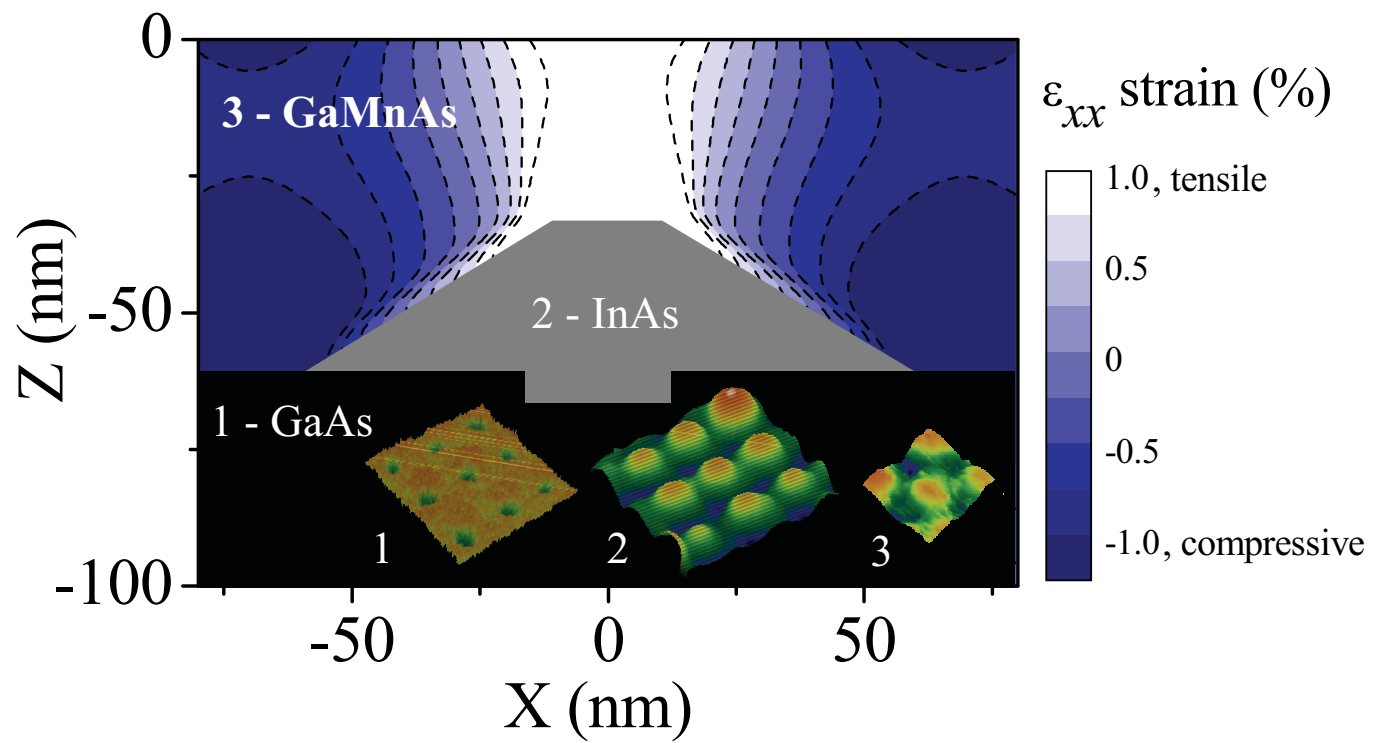 0
3 - GaMnAs
εxx strain (%)
1.0, tensile
0.5
2 - InAs
-50
0
Z (nm)
1 - GaAs
-0.5
1
2
3
-1.0, compressive
-100
-50
0
50
X (nm)